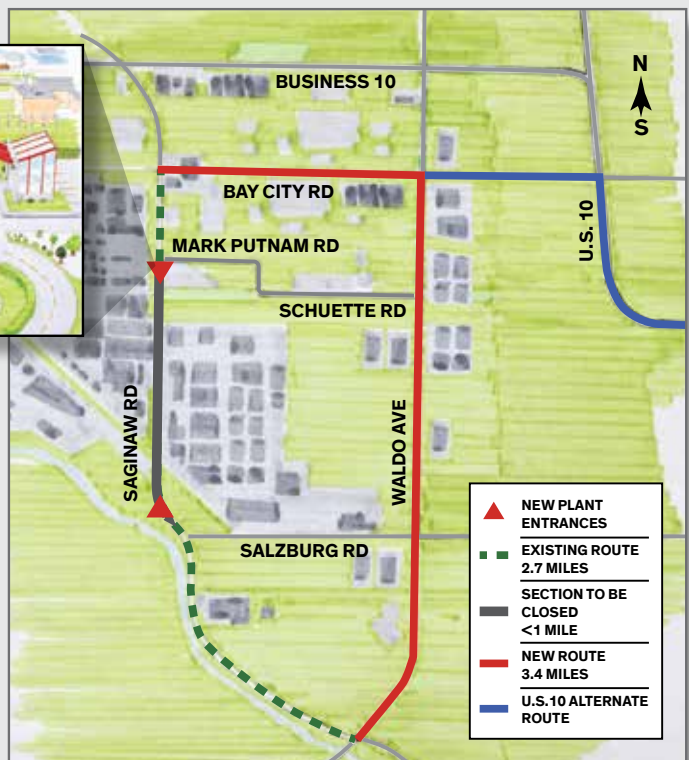 BUSINESS 10
N
S
BAY CITY RD
U.S. 10
MARK PUTNAM RD
SCHUETTE RD
SAGINAW RD
WALDO AVE
SALZBURG RD
NEW PLANT
ENTRANCES
EXISTING ROUTE
2.7 MILES
SECTION TO BE
CLOSED
<1 MILE
NEW ROUTE
3.4 MILES
U.S.10 ALTERNATE
ROUTE